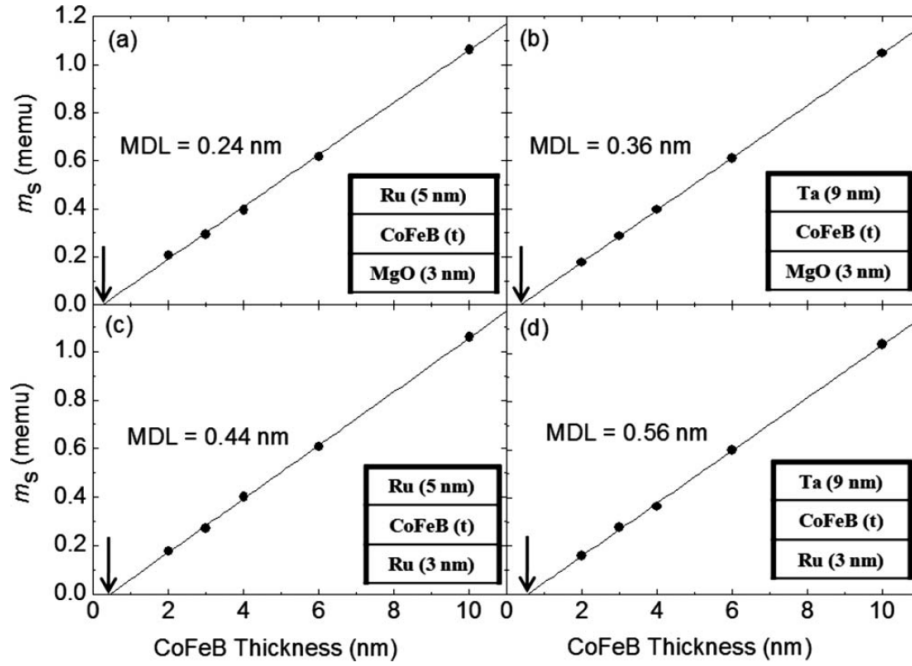 1.2
(a)
1.0
0.8
MDL = 0.24 nm
0.6
0.4
0.2
0.0
mS (memu)
Ru (5 nm)
CoFeB (t)
MgO (3 nm)
(b)
MDL = 0.36 nm
Ta (9 nm)
CoFeB (t)
MgO (3 nm)
(c)
1.0
0.8
MDL = 0.44 nm
0.6
0.4
0.2
0.0
mS (memu)
Ru (5 nm)
CoFeB (t)
Ru (3 nm)
0 2 4 6 8 10
CoFeB Thickness (nm)
(d)
MDL = 0.56 nm
Ta (9 nm)
CoFeB (t)
Ru (3 nm)
0 2 4 6 8 10
CoFeB Thickness (nm)